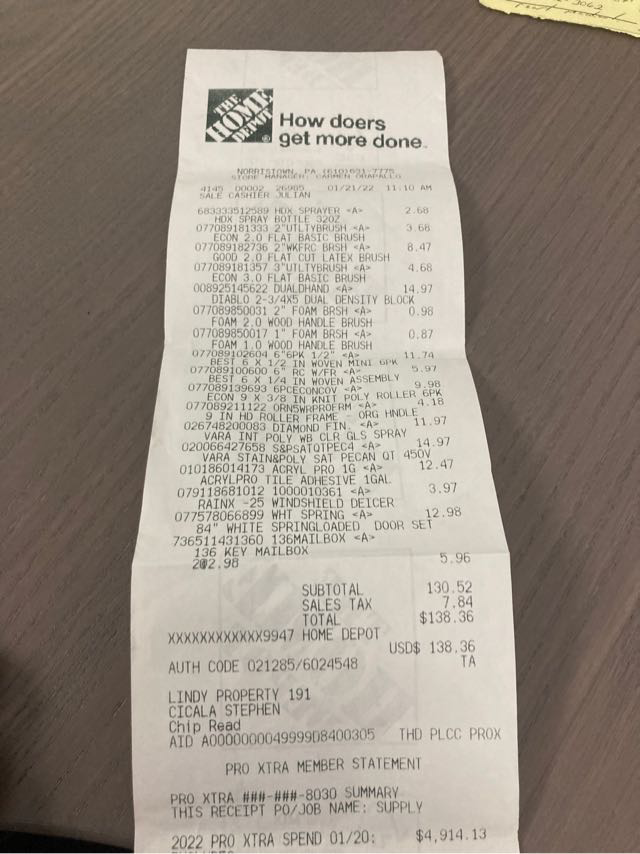 3062
THE
HOME
DEPOT
How doers
get more done.
NORRISTOWN, PA (610)631-7775
STORE MANAGER: CARMEN
4145 00002 26985 01/21/22 11:10 AM
SALE CASHIER JULIAN
683333512589 HDX SPRAYER <A> 2.68
HDX SPRAY BOTTLE 32OZ
077089181333 2"UTLTYBRUSH <A> 3.68
ECON 2.0 FLAT BASIC BRUSH
077089182736 2"WKFRC BRSH <A> 8.47
GOOD 2.0 FLAT CUT LATEX BRUSH
077089181357 3"UTLTYBRUSH <A> 4.68
ECON 3.0 FLAT BASIC BRUSH
008925145622 DUALDHAND <A> 14.97
DIABLO 2-3/4X5 DUAL DENSITY BLOCK
077089850031 2" FOAM BRSH <A> 0.98
FOAM 2.0 WOOD HANDLE BRUSH
077089850017 1" FOAM BRSH <A> 0.87
FOAM 1.0 WOOD HANDLE BRUSH
077089102604 6"6PK 1/2" <A> 11.74
BEST 6 X 1/2 IN WOVEN MINI 6PK
077089100600 6" RC W/FR <A> 5.97
BEST 6 X 1/4 IN WOVEN ASSEMBLY
077089139693 6PCECONCOV <A> 9.98
ECON 9 X 3/8 IN KNIT POLY ROLLER 6PK
077089211122 ORN5WRPROFRM <A> 4.18
9 IN HD ROLLER FRAME - ORG HNDLE
026748200083 DIAMOND FIN. <A> 11.97
VARA INT POLY WB CLR GLS SPRAY
020066427658 S&PSATQTPEC4 <A> 14.97
VARA STAIN&POLY SAT PECAN QT 450V
010186014173 ACRYL PRO 1G <A> 12.47
ACRYLPRO TILE ADHESIVE 1GAL
079118681012 1000010361 <A> 3.97
RAINX -25 WINDSHIELD DEICER
077578066899 WHT SPRING <A> 12.98
84" WHITE SPRINGLOADED DOOR SET
736511431360 136MAILBOX <A>
136 KEY MAILBOX
2@2.98 5.96
SUBTOTAL 130.52
SALES TAX 7.84
TOTAL $138.36
XXXXXXXXXXXX9947 HOME DEPOT
USD$ 138.36
AUTH CODE 021285/6024548 TA
LINDY PROPERTY 191
CICALA STEPHEN
Chip Read
AID A0000000049999D8400305 THD PLCC PROX
PRO XTRA MEMBER STATEMENT
PRO XTRA ###-###-8030 SUMMARY
THIS RECEIPT PO/JOB NAME: SUPPLY
2022 PRO XTRA SPEND 01/20: $4,914.13